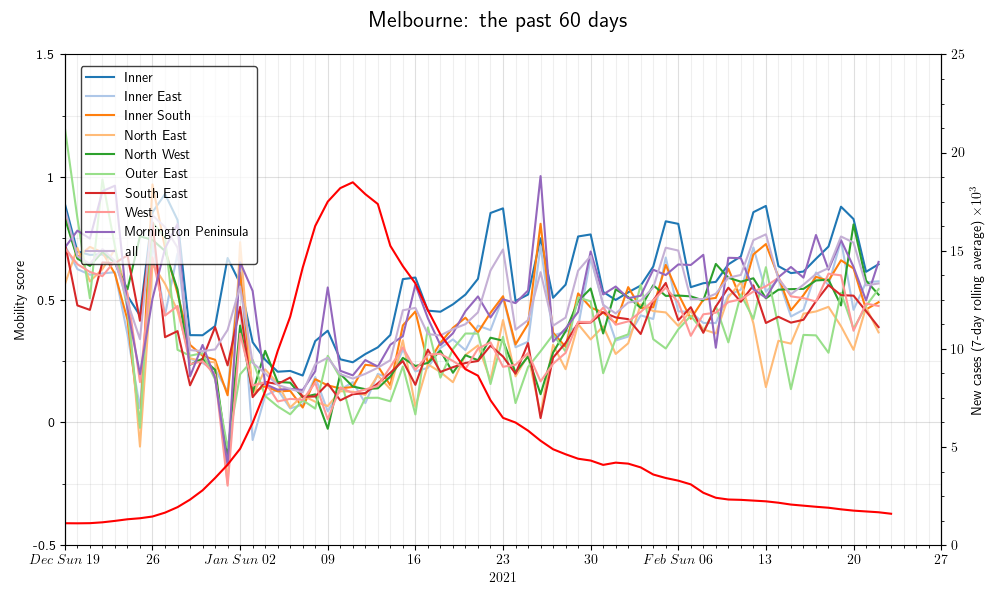 Melbourne: the past 60 days
1.5
1
0.5
0
-0.5
Mobility score
Inner
Inner East
Inner South
North East
North West
Outer East
South East
West
Mornington Peninsula
all
25
20
15
10
5
0
New cases (7-day rolling average) ×10³
Dec Sun 19 26 Jan Sun 02 09 16 23 30 Feb Sun 06 13 20 27
2021